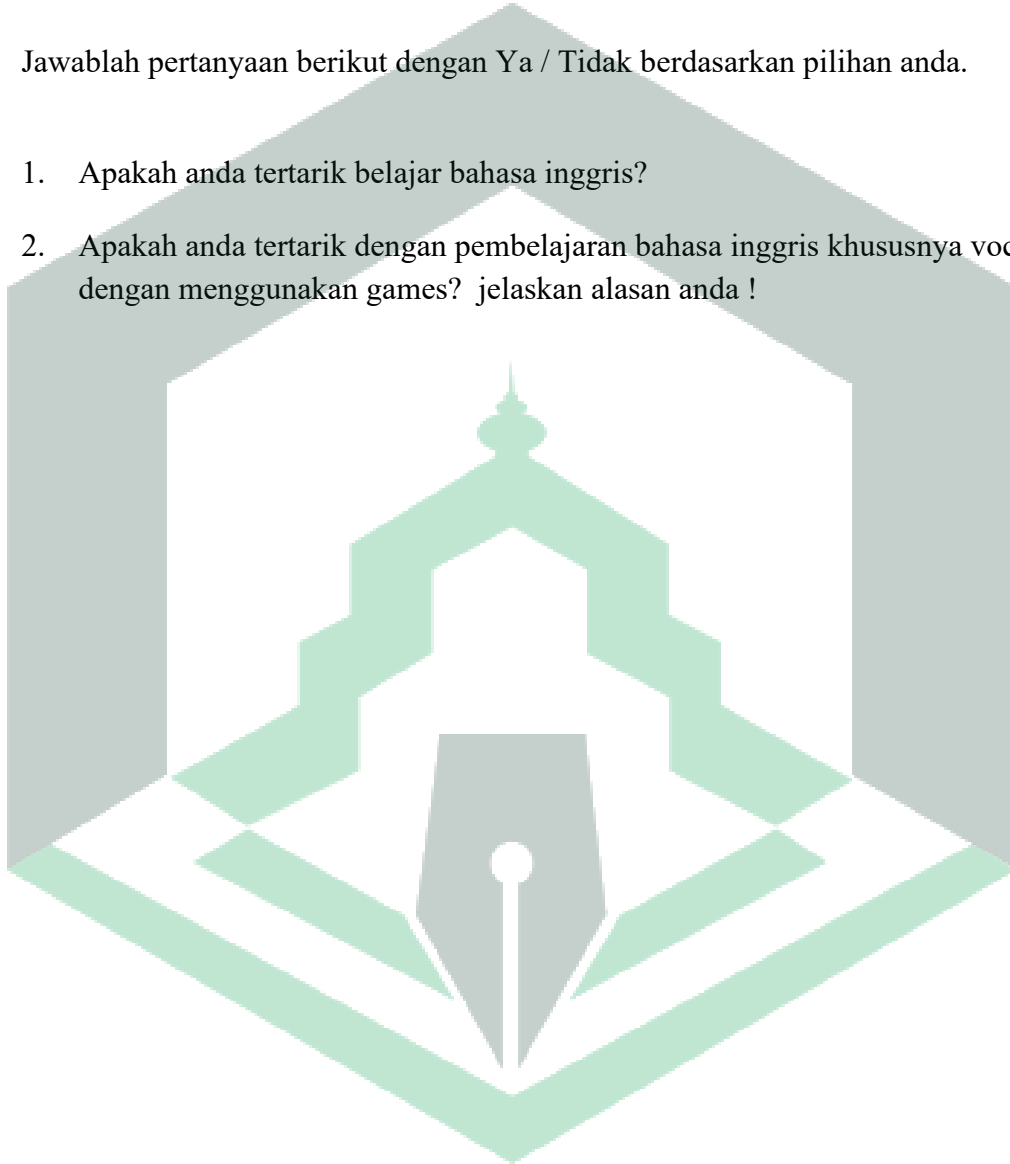 Jawablah pertanyaan berikut dengan Ya / Tidak berdasarkan pilihan anda.
1. Apakah anda tertarik belajar bahasa inggris?
2. Apakah anda tertarik dengan pembelajaran bahasa inggris khususnya
dengan menggunakan games? jelaskan alasan anda !